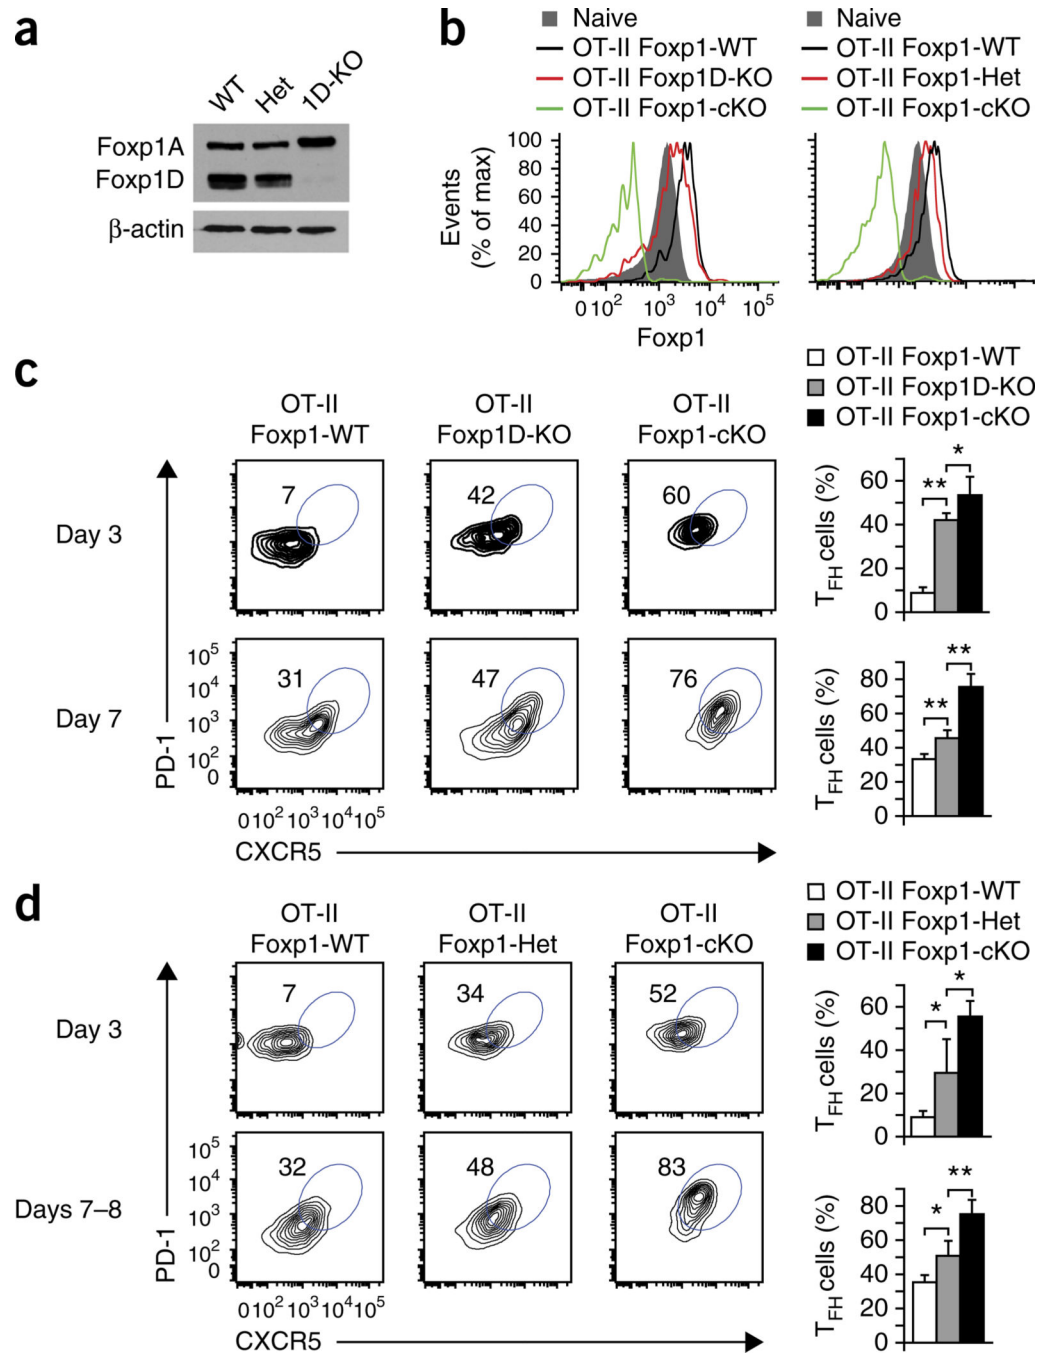 a
WT Het 1D-KO
Foxp1A
Foxp1D
β-actin
b
Naive
OT-II Foxp1-WT
OT-II Foxp1D-KO
OT-II Foxp1-cKO
Naive
OT-II Foxp1-WT
OT-II Foxp1-Het
OT-II Foxp1-cKO
Events
(% of max)
100
80
60
40
20
0
0 10² 10³ 10⁴ 10⁵
Foxp1
c
OT-II
Foxp1-WT
OT-II
Foxp1D-KO
OT-II
Foxp1-cKO
OT-II Foxp1-WT
OT-II Foxp1D-KO
OT-II Foxp1-cKO
Day 3
7
42
60
TFH cells (%)
60
40
20
0
** *
Day 7
31
47
76
10⁵
10⁴
10³
10²
0
PD-1
0 10² 10³ 10⁴ 10⁵
CXCR5
TFH cells (%)
80
60
40
20
0
** **
d
OT-II
Foxp1-WT
OT-II
Foxp1-Het
OT-II
Foxp1-cKO
OT-II Foxp1-WT
OT-II Foxp1-Het
OT-II Foxp1-cKO
Day 3
7
34
52
TFH cells (%)
60
40
20
0
* *
Days 7–8
32
48
83
10⁵
10⁴
10³
10²
0
PD-1
0 10² 10³ 10⁴ 10⁵
CXCR5
TFH cells (%)
80
60
40
20
0
* **